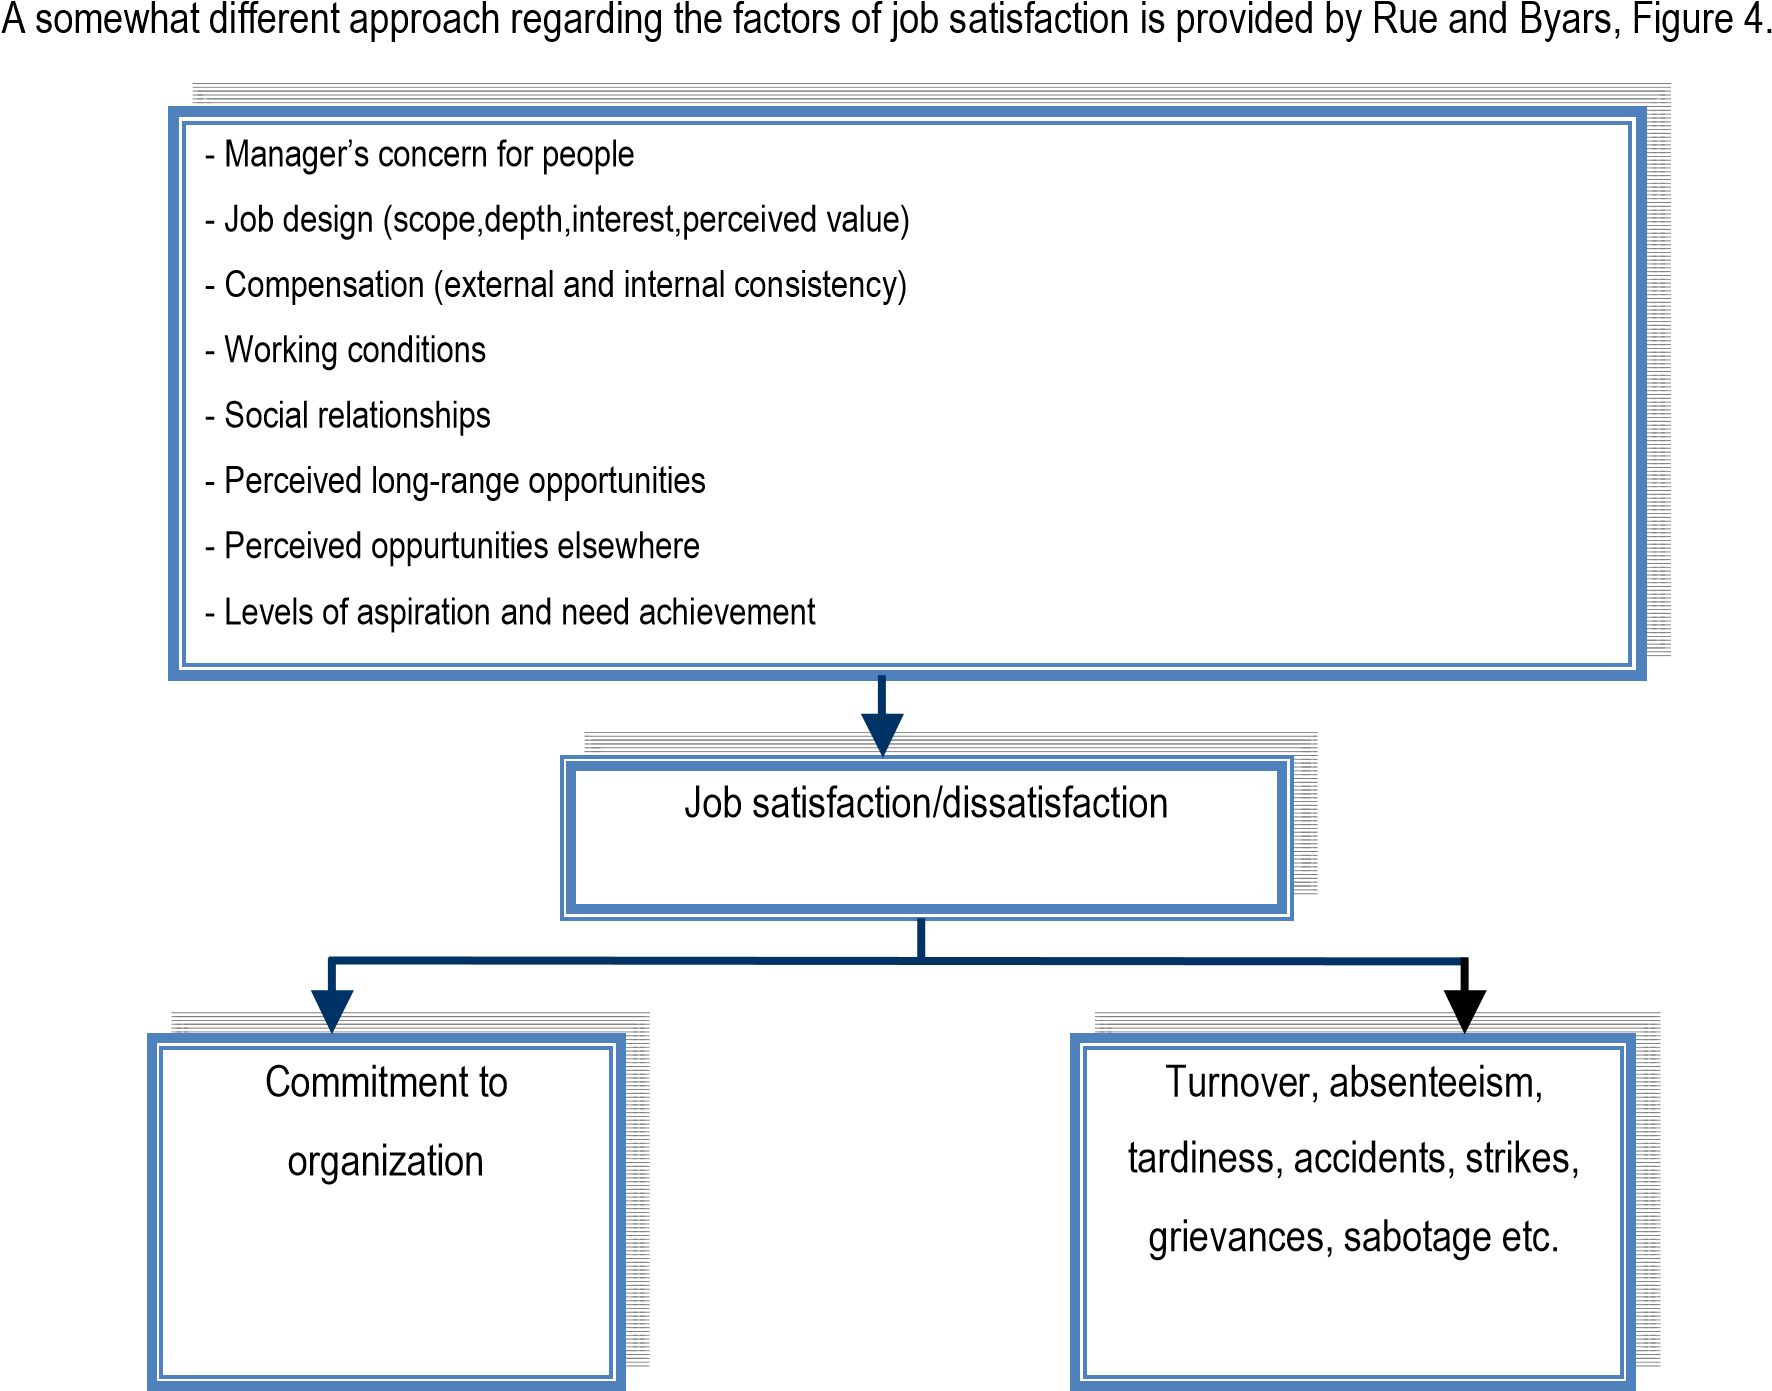 A somewhat different approach regarding the factors of job satisfaction is provided by Rue and Byars, Figure 4.
- Manager’s concern for people
- Job design (scope,depth,interest,perceived value)
- Compensation (external and internal consistency)
- Working conditions
- Social relationships
- Perceived long-range opportunities
- Perceived oppurtunities elsewhere
- Levels of aspiration and need achievement
Job satisfaction/dissatisfaction
Commitment to
organization
Turnover, absenteeism,
tardiness, accidents, strikes,
grievances, sabotage etc.